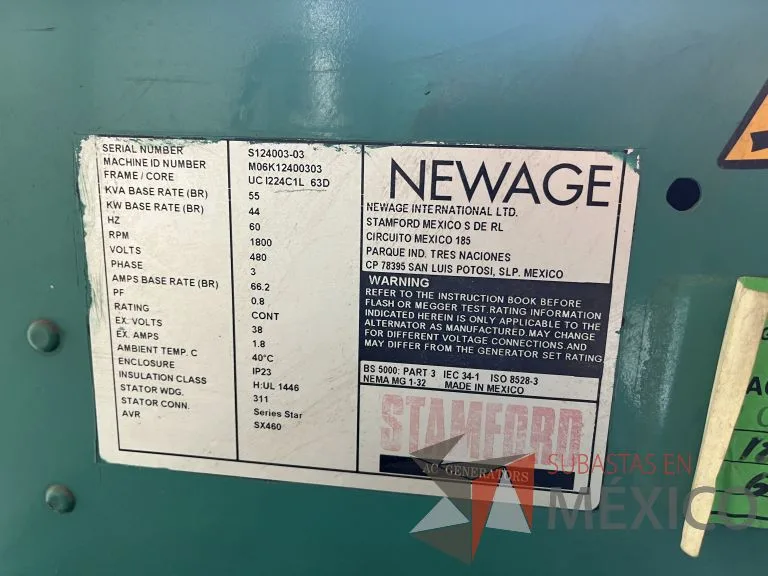 SERIAL NUMBER S124003-03
MACHINE ID NUMBER M06K12400303
FRAME / CORE UC I224C1L 63D
KVA BASE RATE (BR) 55
KW BASE RATE (BR) 44
HZ 60
RPM 1800
VOLTS 480
PHASE 3
AMPS BASE RATE (BR) 66.2
PF 0.8
RATING CONT
EX. VOLTS 38
EX. AMPS 1.8
AMBIENT TEMP. C 40°C
ENCLOSURE IP23
INSULATION CLASS H:UL 1446
STATOR WDG. 311
STATOR CONN. Series Star
AVR SX460
NEWAGE
NEWAGE INTERNATIONAL LTD.
STAMFORD MEXICO S DE RL
CIRCUITO MEXICO 185
PARQUE IND. TRES NACIONES
CP 78395 SAN LUIS POTOSI, SLP. MEXICO
WARNING
REFER TO THE INSTRUCTION BOOK BEFORE
FLASH OR MEGGER TEST.RATING INFORMATION
INDICATED HEREIN IS ONLY APPLICABLE TO THE
ALTERNATOR AS MANUFACTURED.MAY CHANGE
FOR DIFFERENT VOLTAGE CONNECTIONS AND
MAY DIFFER FROM THE GENERATOR SET RATING
BS 5000: PART 3 IEC 34-1 ISO 8528-3
NEMA MG 1-32 MADE IN MEXICO
STAMFORD
AC GENERATORS
SUBASTAS EN
MÉXICO